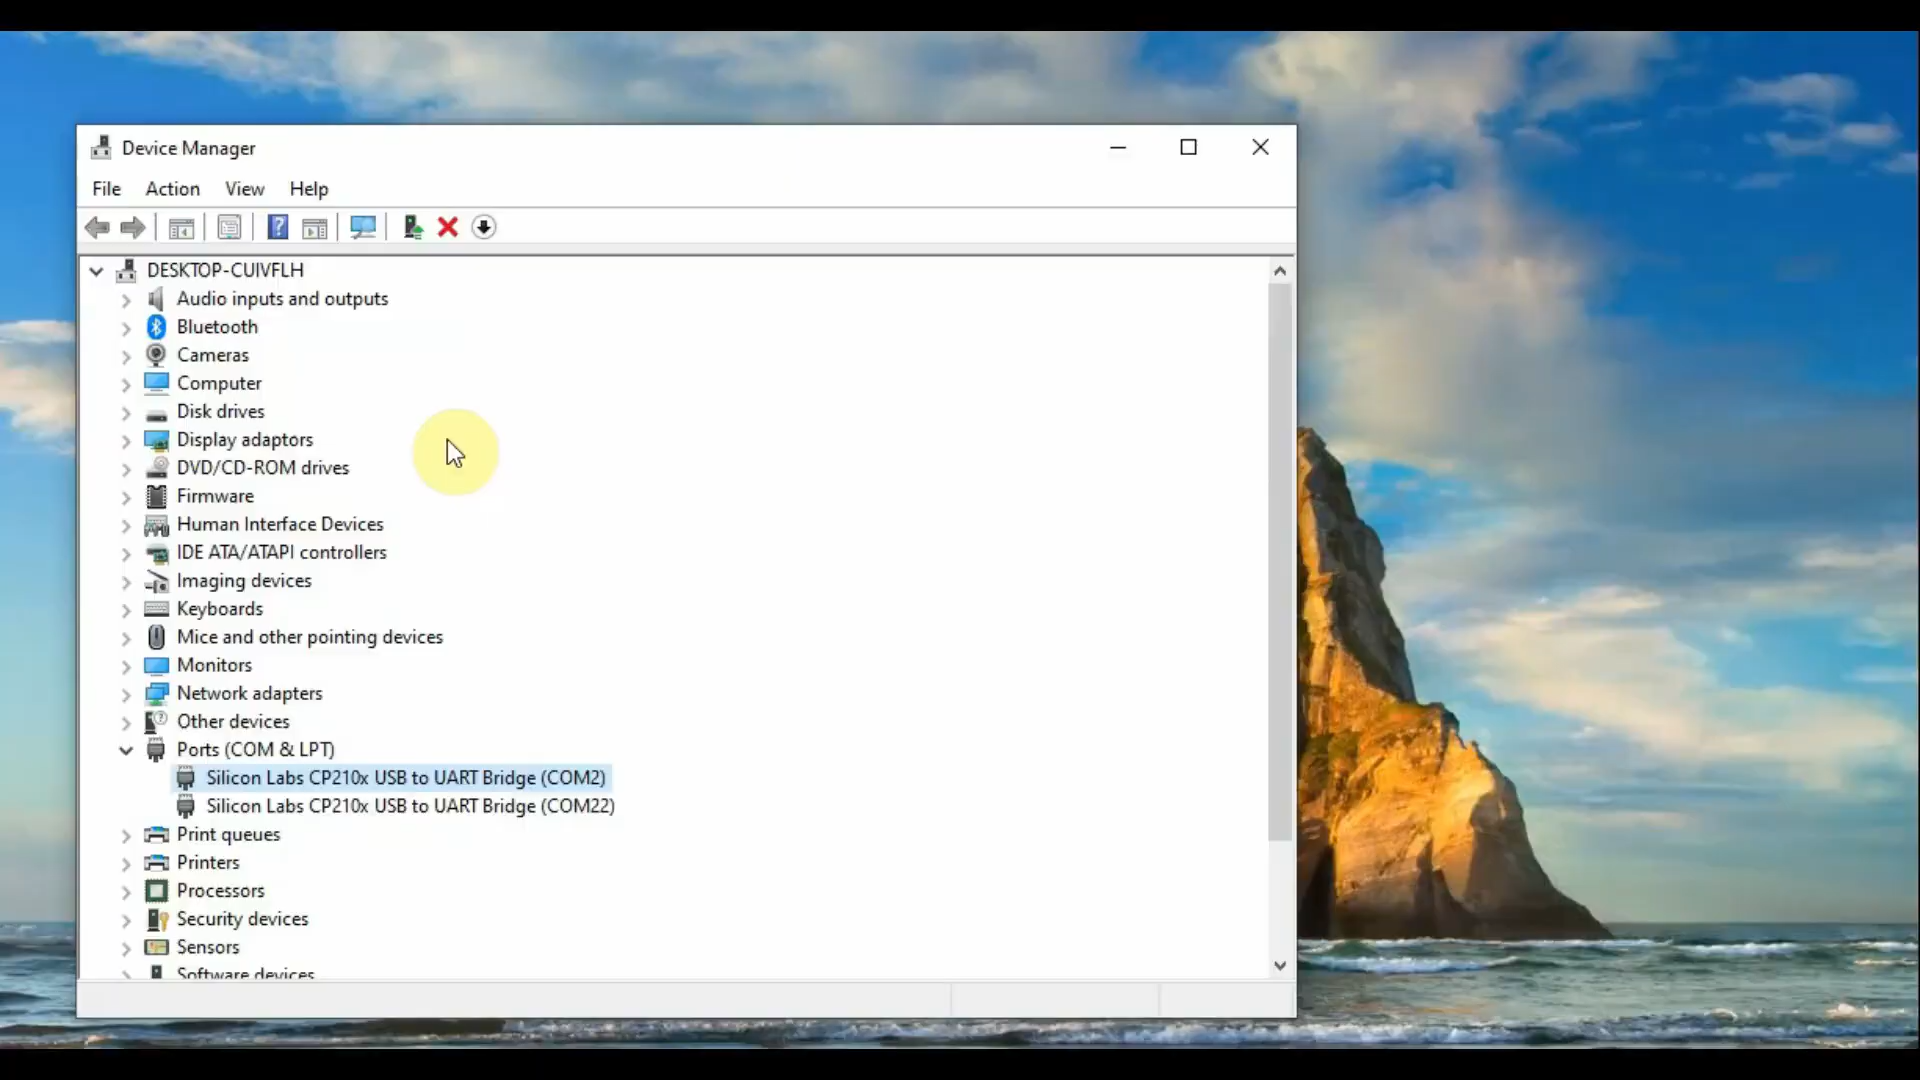 Device Manager
File Action View Help
DESKTOP-CUIVFLH
Audio inputs and outputs
Bluetooth
Cameras
Computer
Disk drives
Display adaptors
DVD/CD-ROM drives
Firmware
Human Interface Devices
IDE ATA/ATAPI controllers
Imaging devices
Keyboards
Mice and other pointing devices
Monitors
Network adapters
Other devices
Ports (COM & LPT)
Silicon Labs CP210x USB to UART Bridge (COM2)
Silicon Labs CP210x USB to UART Bridge (COM22)
Print queues
Printers
Processors
Security devices
Sensors
Software devices